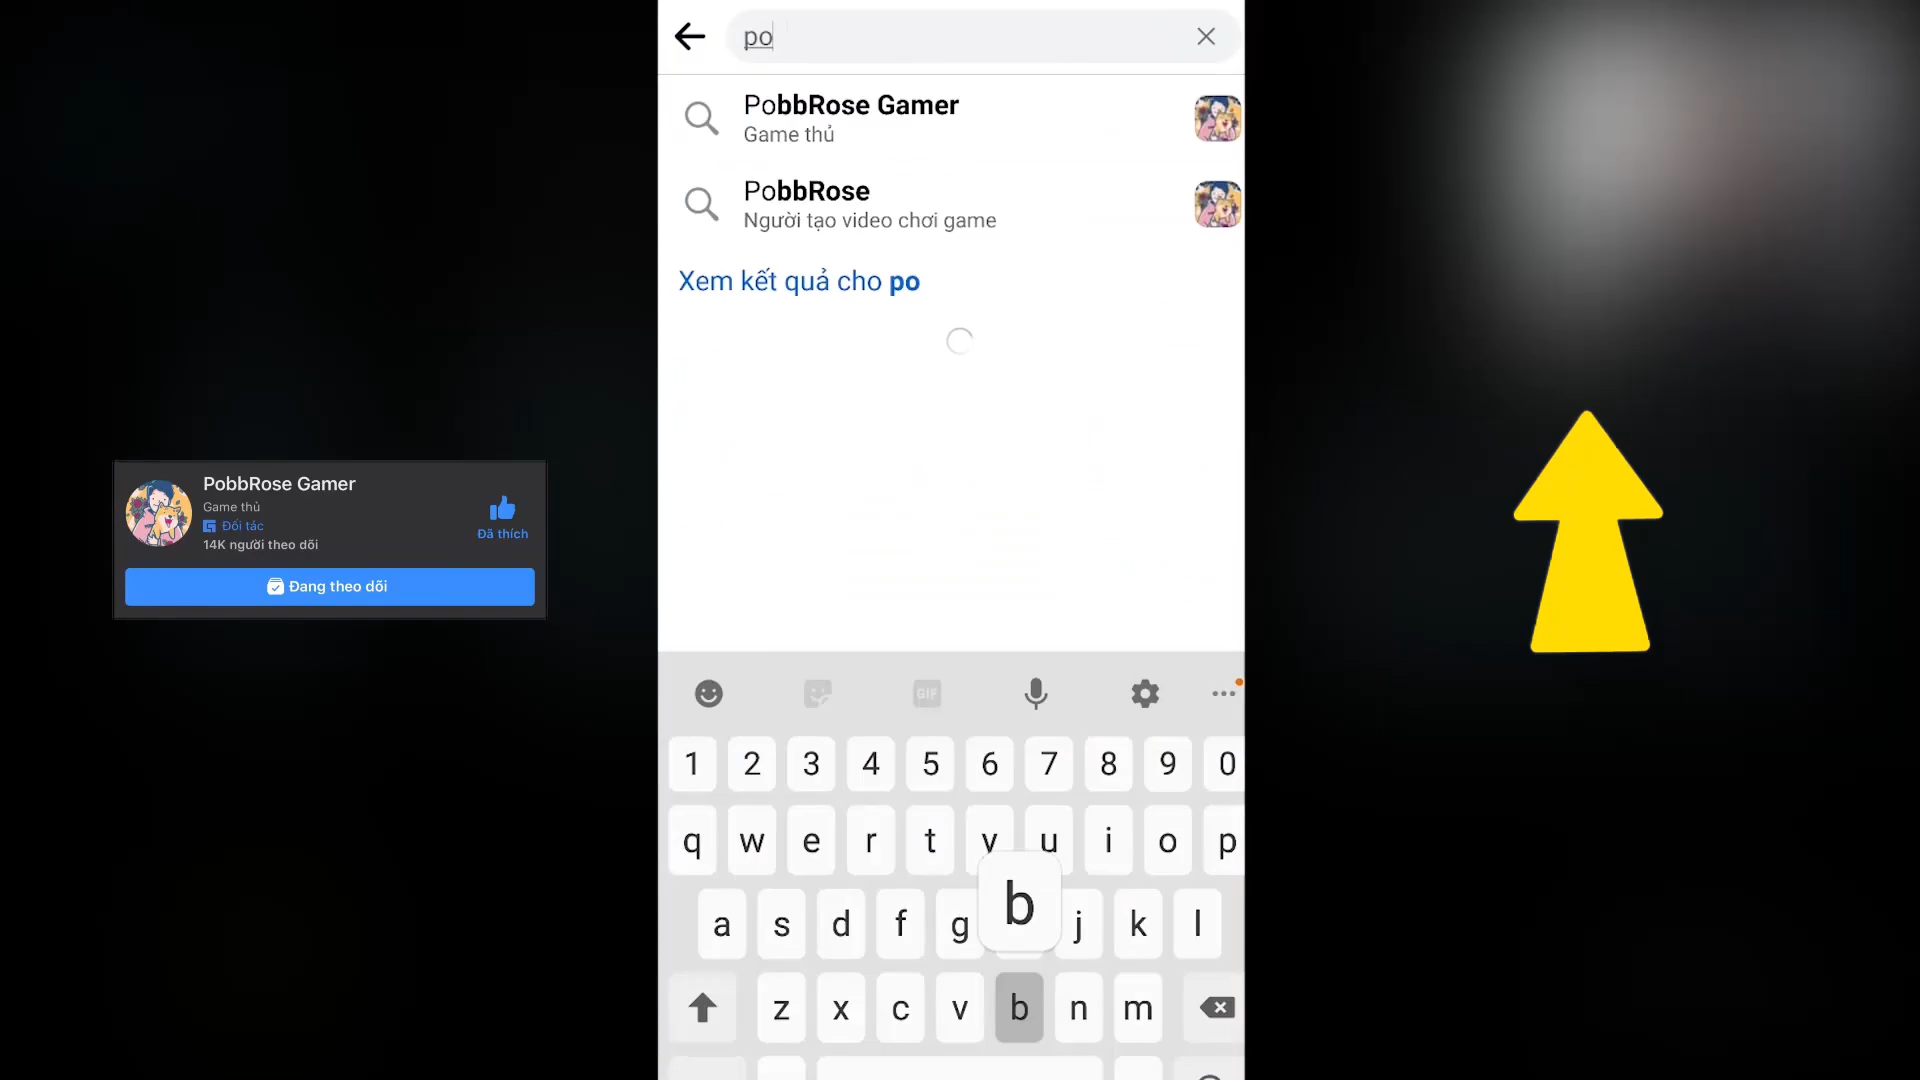 po
PobbRose Gamer
Game thủ
PobbRose
Người tạo video chơi game
Xem kết quả cho po
PobbRose Gamer
Game thủ
Đối tác
14K người theo dõi
Đã thích
Đang theo dõi
GIF
1 2 3 4 5 6 7 8 9 0
q w e r t y u i o p
a s d f g b j k l
z x c v b n m